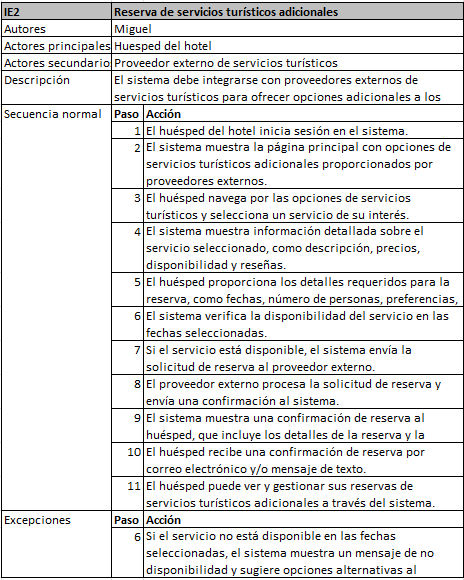 IE2 Reserva de servicios turísticos adicionales
Autores Miguel
Actores principales Huesped del hotel
Actores secundario Proveedor externo de servicios turísticos
Descripción El sistema debe integrarse con proveedores externos de
servicios turísticos para ofrecer opciones adicionales a los
Secuencia normal Paso Acción
1 El huésped del hotel inicia sesión en el sistema.
2 El sistema muestra la página principal con opciones de
servicios turísticos adicionales proporcionados por
proveedores externos.
3 El huésped navega por las opciones de servicios
turísticos y selecciona un servicio de su interés.
4 El sistema muestra información detallada sobre el
servicio seleccionado, como descripción, precios,
disponibilidad y reseñas.
5 El huésped proporciona los detalles requeridos para la
reserva, como fechas, número de personas, preferencias,
6 El sistema verifica la disponibilidad del servicio en las
fechas seleccionadas.
7 Si el servicio está disponible, el sistema envía la
solicitud de reserva al proveedor externo.
8 El proveedor externo procesa la solicitud de reserva y
envía una confirmación al sistema.
9 El sistema muestra una confirmación de reserva al
huésped, que incluye los detalles de la reserva y la
10 El huésped recibe una confirmación de reserva por
correo electrónico y/o mensaje de texto.
11 El huésped puede ver y gestionar sus reservas de
servicios turísticos adicionales a través del sistema.
Excepciones Paso Acción
6 Si el servicio no está disponible en las fechas
seleccionadas, el sistema muestra un mensaje de no
disponibilidad y sugiere opciones alternativas al